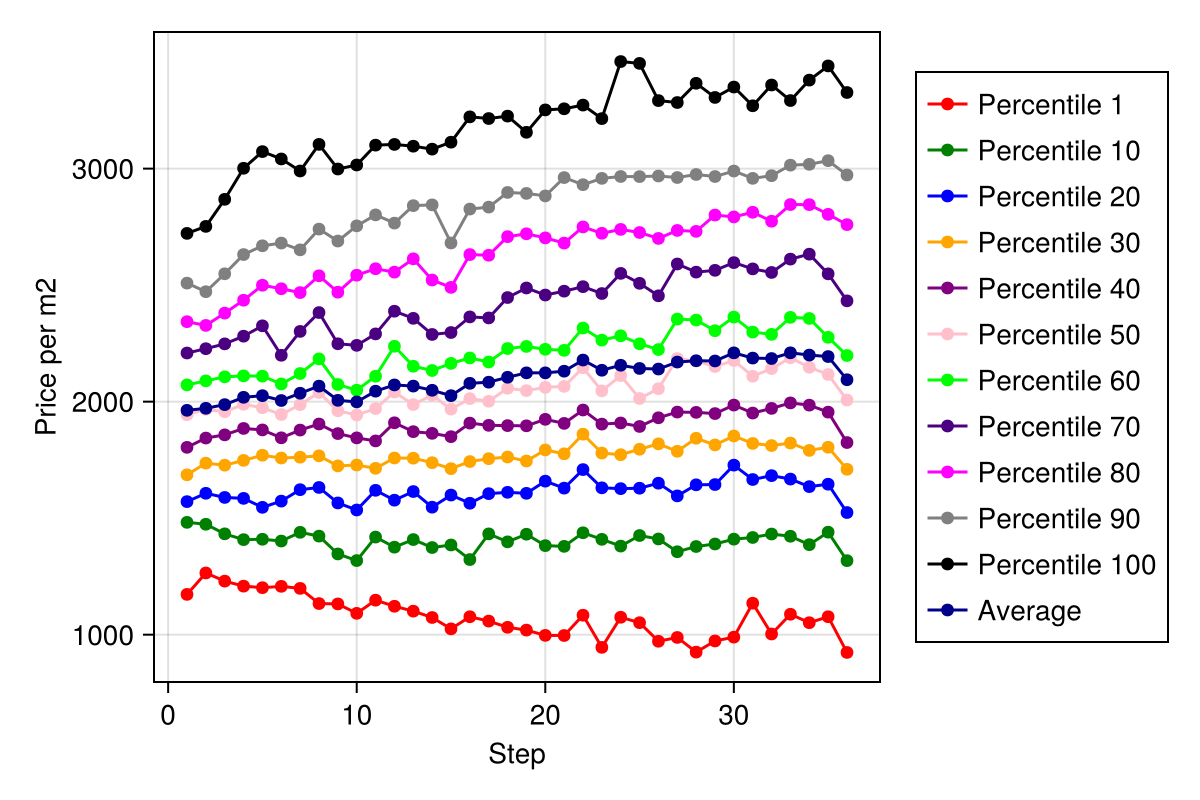 3000
2000
1000
Price per m2
0 10 20 30
Step
Percentile 1
Percentile 10
Percentile 20
Percentile 30
Percentile 40
Percentile 50
Percentile 60
Percentile 70
Percentile 80
Percentile 90
Percentile 100
Average